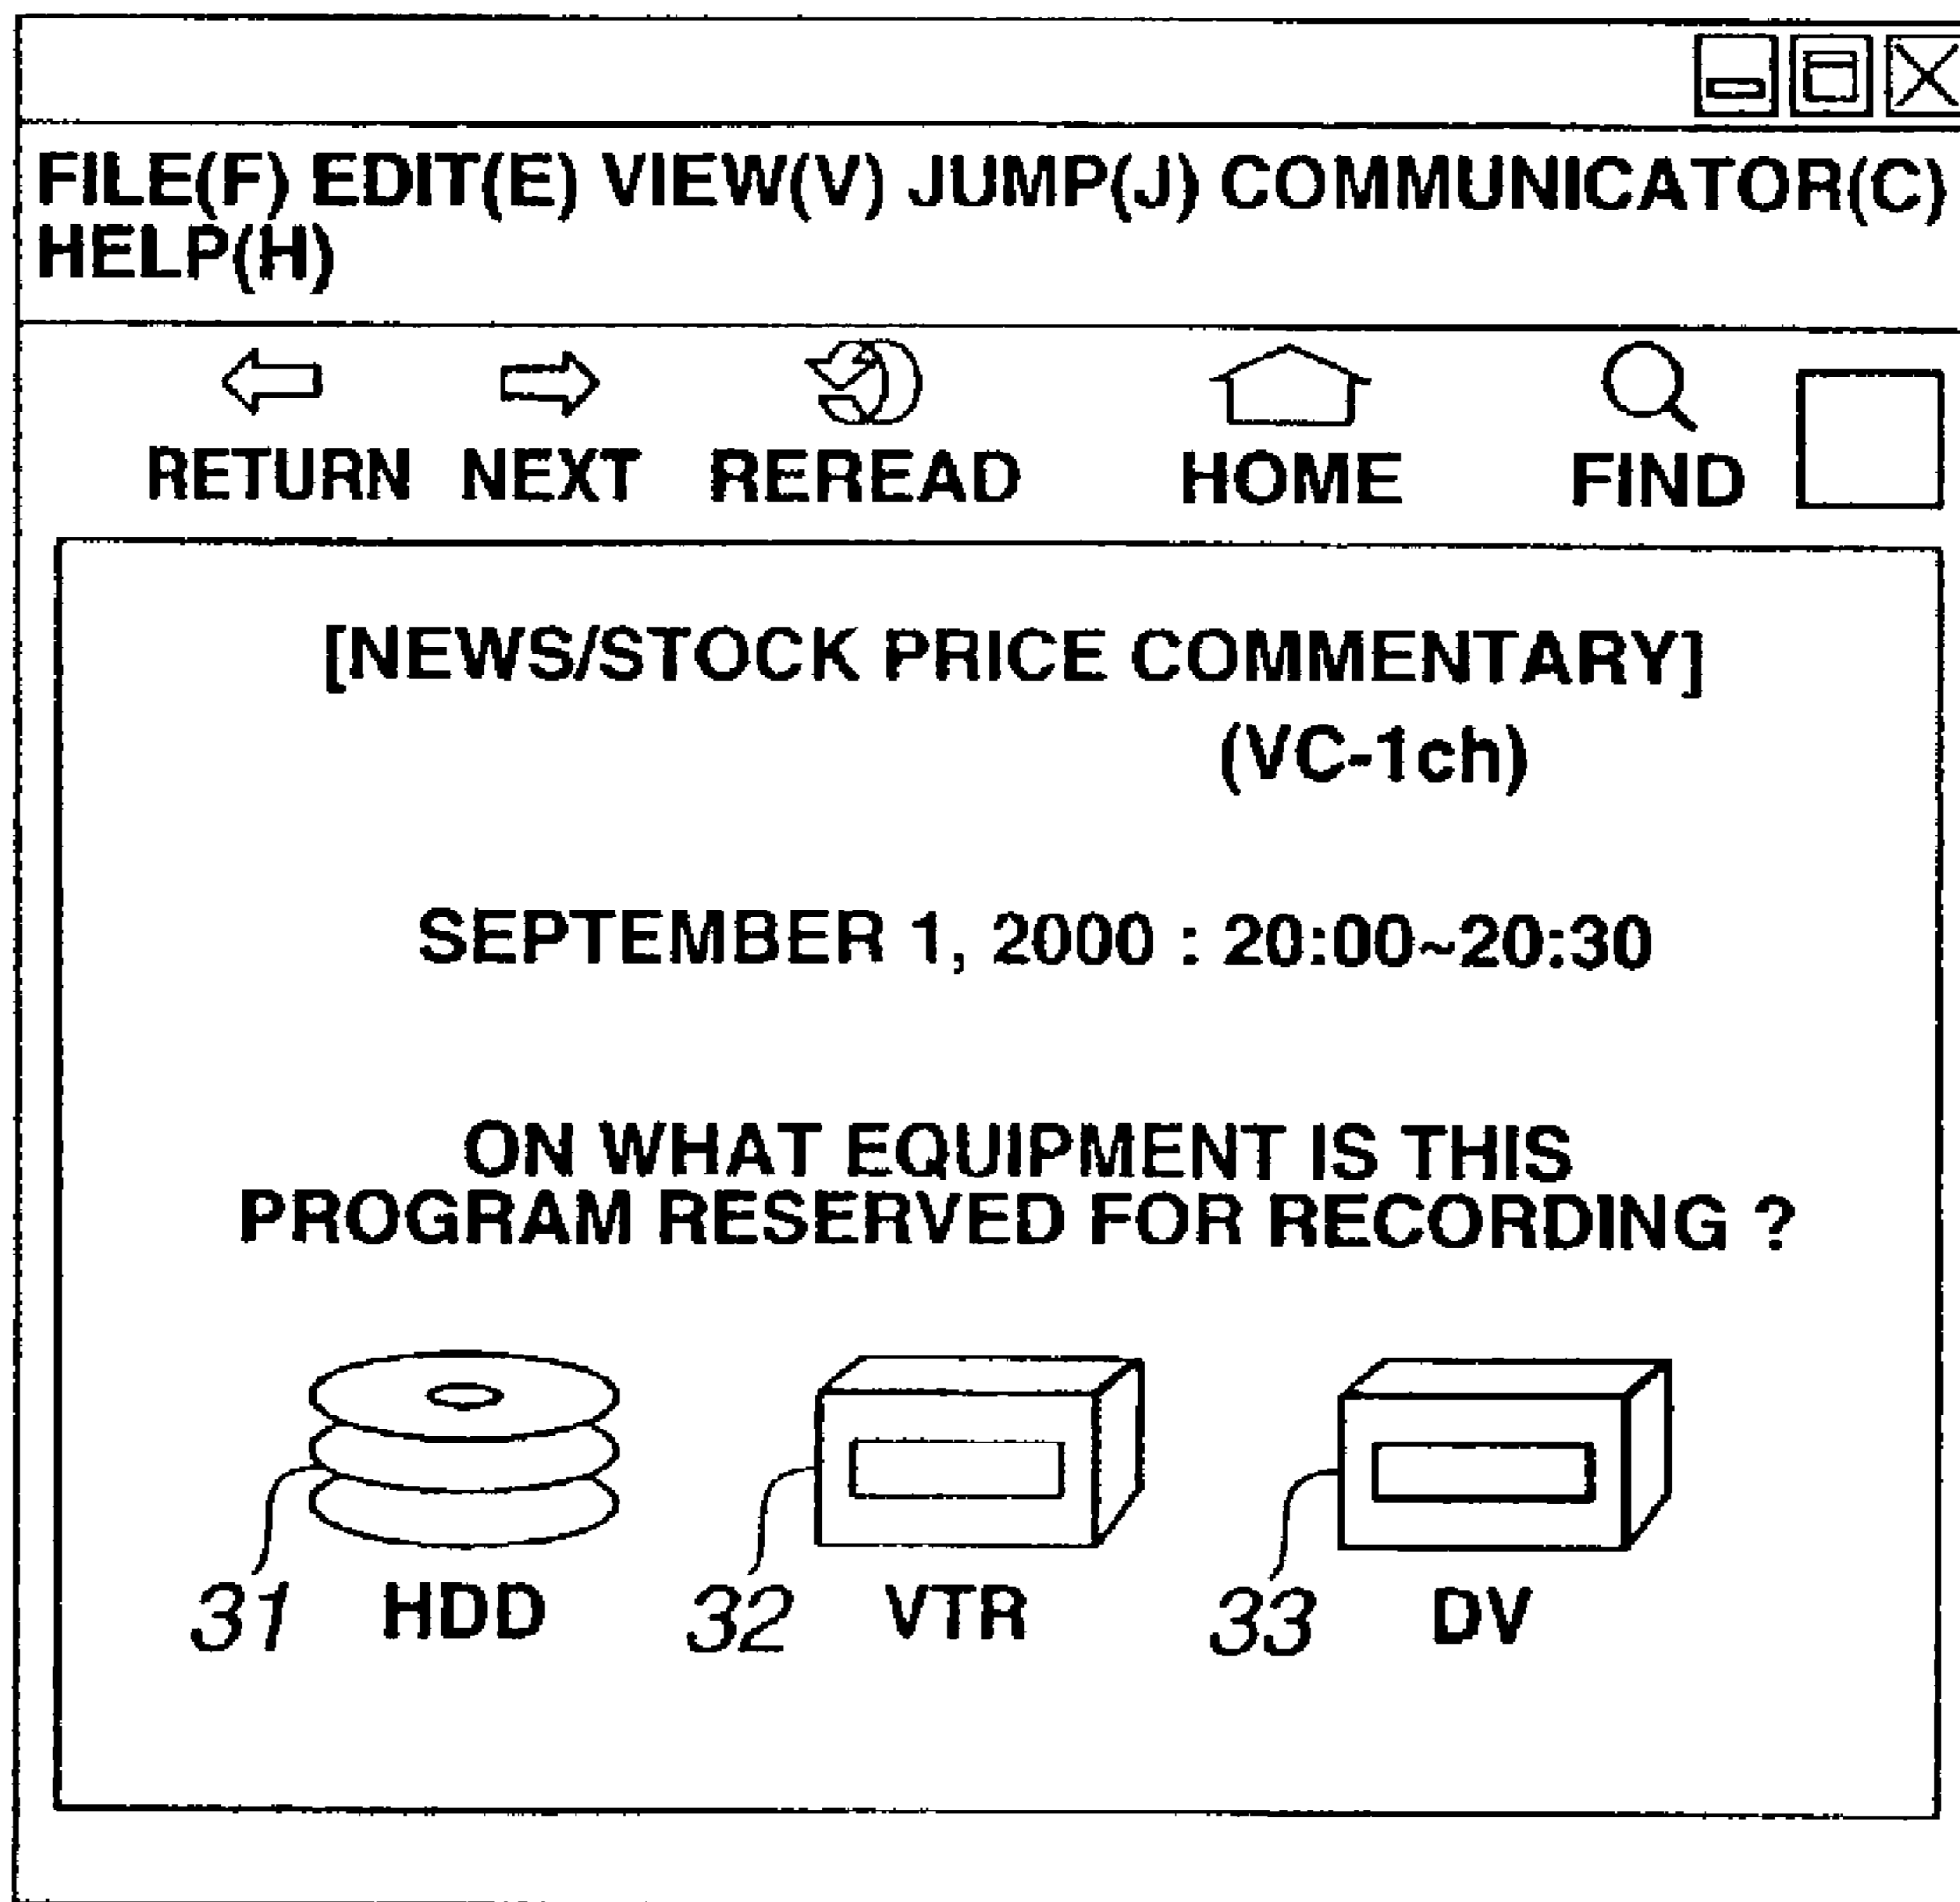 FILE(F) EDIT(E) VIEW(V) JUMP(J) COMMUNICATOR(C)
HELP(H)
RETURN NEXT REREAD HOME FIND
[NEWS/STOCK PRICE COMMENTARY]
(VC-1ch)
SEPTEMBER 1, 2000 : 20:00~20:30
ON WHAT EQUIPMENT IS THIS
PROGRAM RESERVED FOR RECORDING ?
31 HDD 32 VTR 33 DV